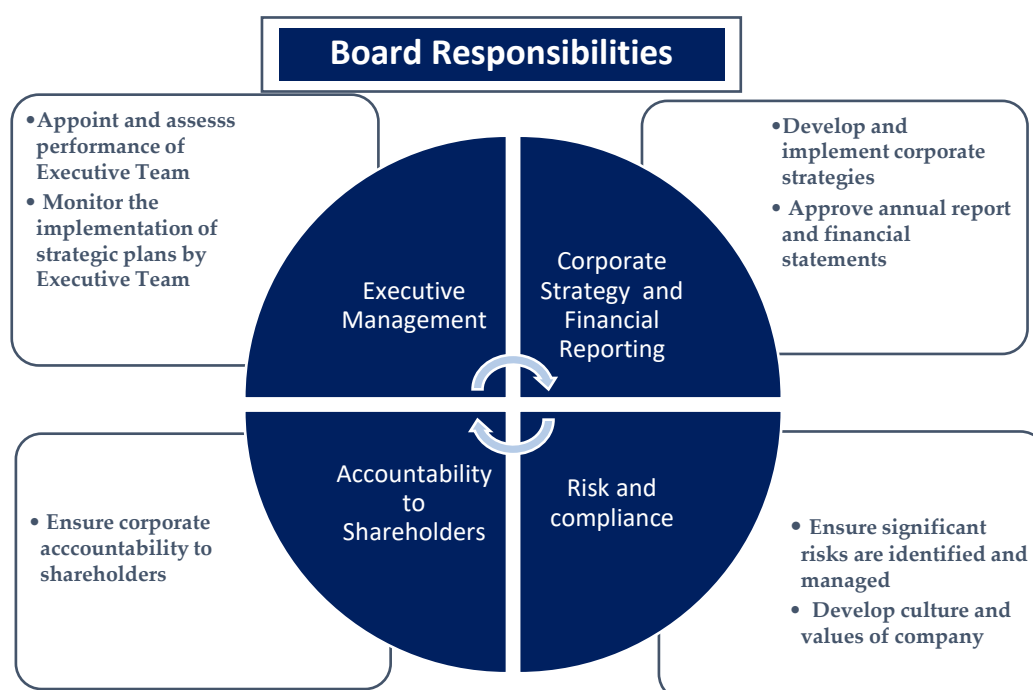 Board Responsibilities
•Appoint and assesss
performance of
Executive Team
• Monitor the
implementation of
strategic plans by
Executive Team
•Develop and
implement corporate
strategies
• Approve annual report
and financial
statements
Executive
Management
Corporate
Strategy and
Financial
Reporting
Accountability
to
Shareholders
Risk and
compliance
• Ensure corporate
acccountability to
shareholders
• Ensure significant
risks are identified and
managed
• Develop culture and
values of company